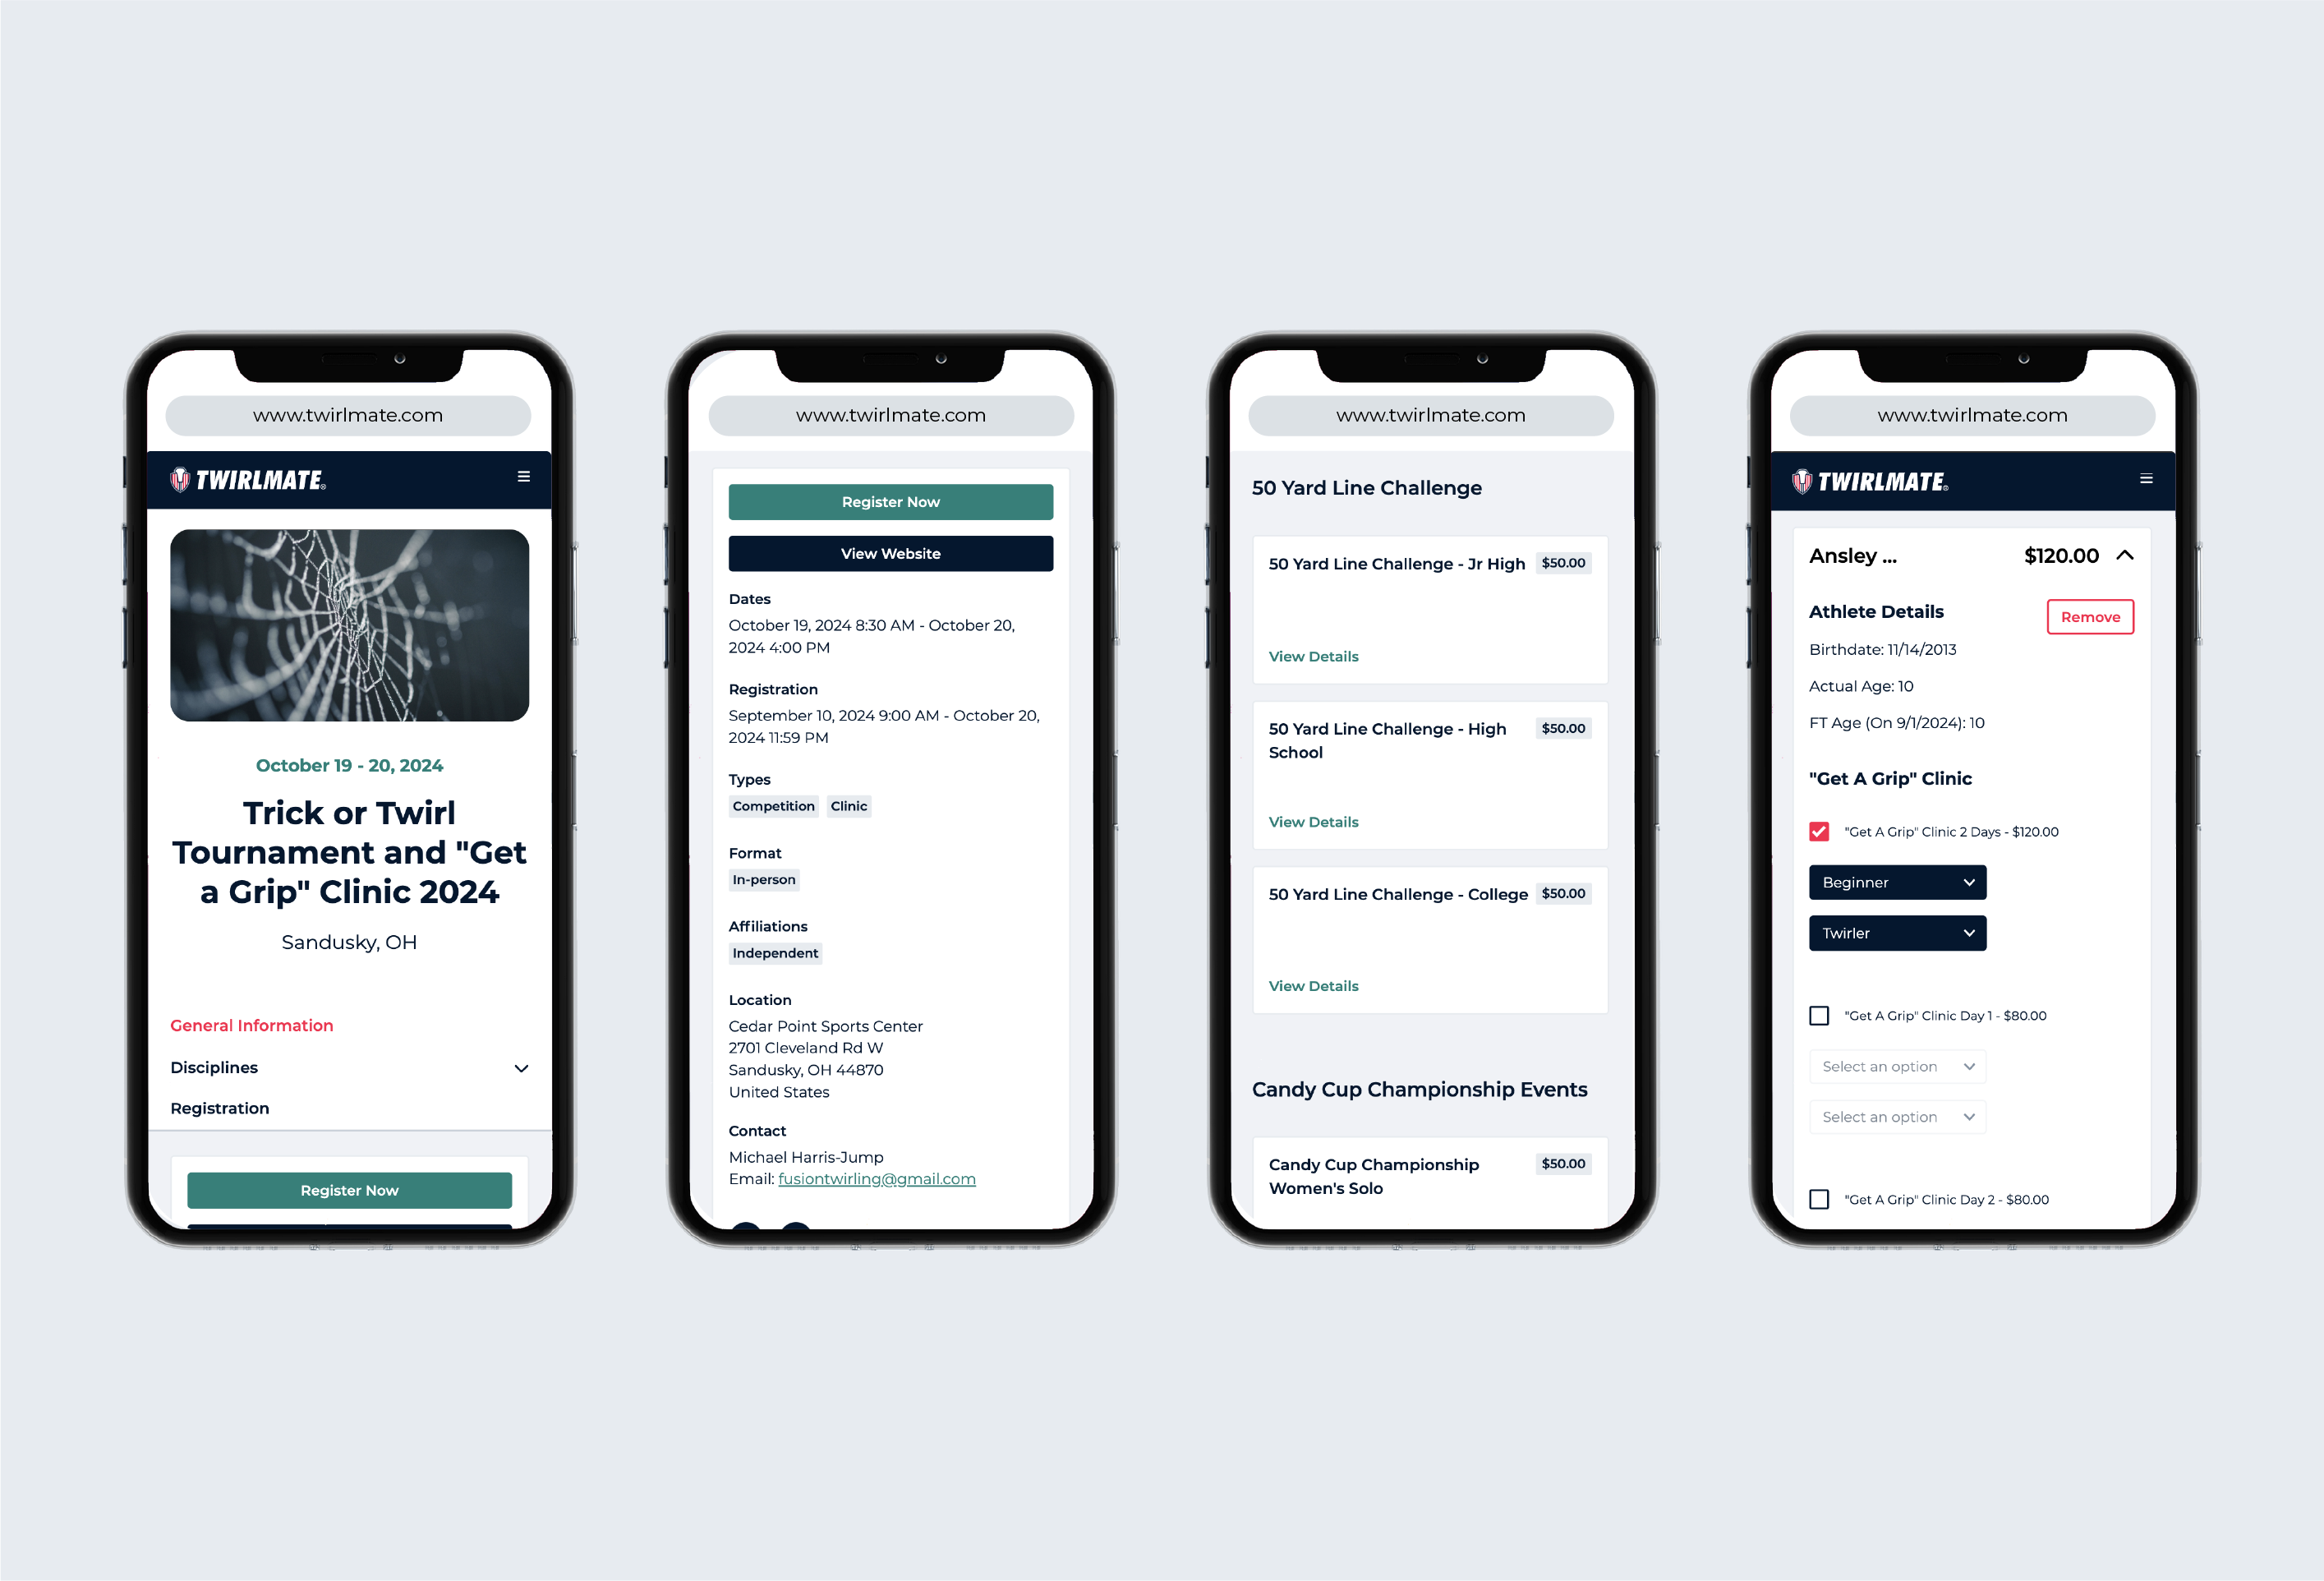 www.twirlmate.com
TWIRLMATE®
October 19 - 20, 2024
Trick or Twirl
Tournament and "Get
a Grip" Clinic 2024
Sandusky, OH
General Information
Disciplines
Registration
Register Now
www.twirlmate.com
Register Now
View Website
Dates
October 19, 2024 8:30 AM - October 20,
2024 4:00 PM
Registration
September 10, 2024 9:00 AM - October 20,
2024 11:59 PM
Types
Competition Clinic
Format
In-person
Affiliations
Independent
Location
Cedar Point Sports Center
2701 Cleveland Rd W
Sandusky, OH 44870
United States
Contact
Michael Harris-Jump
Email: fusiontwirling@gmail.com
www.twirlmate.com
50 Yard Line Challenge
50 Yard Line Challenge - Jr High $50.00
View Details
50 Yard Line Challenge - High $50.00
School
View Details
50 Yard Line Challenge - College $50.00
View Details
Candy Cup Championship Events
Candy Cup Championship $50.00
Women's Solo
www.twirlmate.com
TWIRLMATE®
Ansley ... $120.00
Athlete Details
Remove
Birthdate: 11/14/2013
Actual Age: 10
FT Age (On 9/1/2024): 10
"Get A Grip" Clinic
"Get A Grip" Clinic 2 Days - $120.00
Beginner
Twirler
"Get A Grip" Clinic Day 1 - $80.00
Select an option
Select an option
"Get A Grip" Clinic Day 2 - $80.00